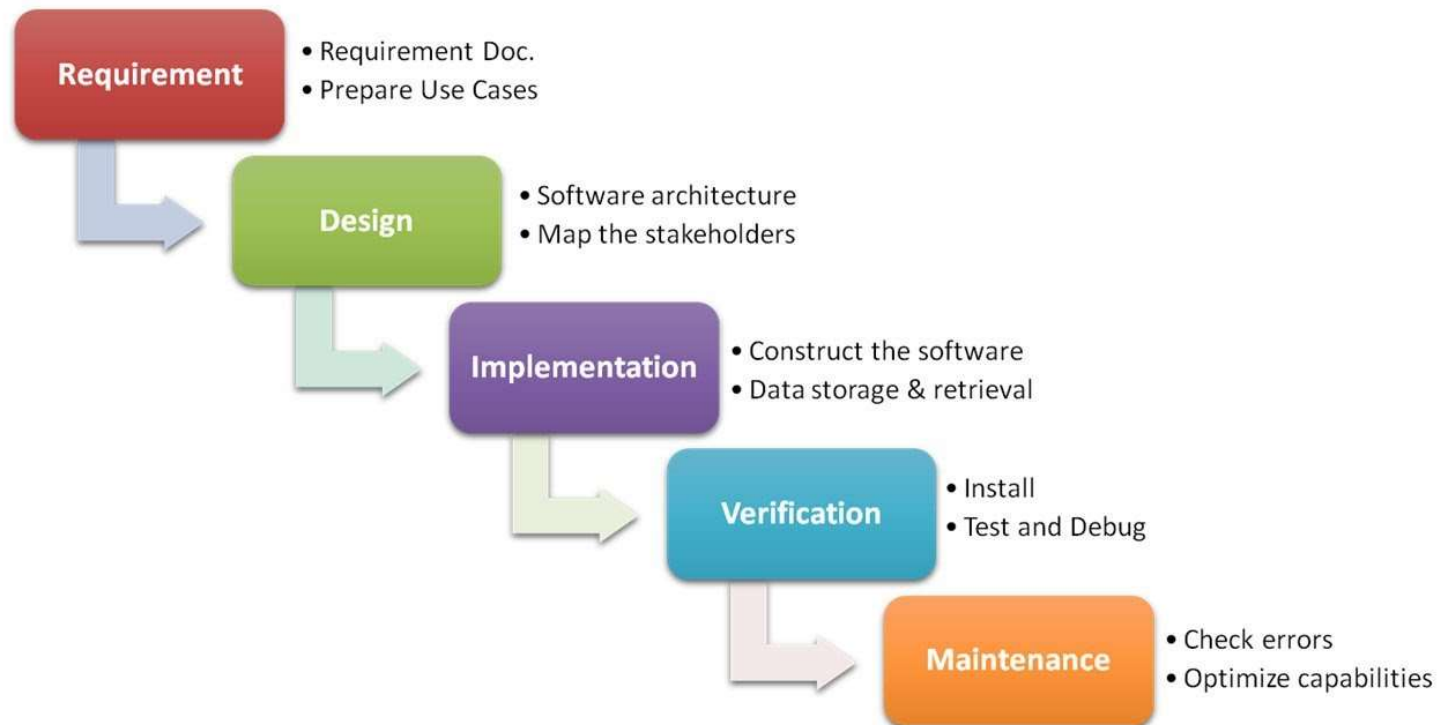 Requirement
• Requirement Doc.
• Prepare Use Cases
Design
• Software architecture
• Map the stakeholders
Implementation
• Construct the software
• Data storage & retrieval
Verification
• Install
• Test and Debug
Maintenance
• Check errors
• Optimize capabilities